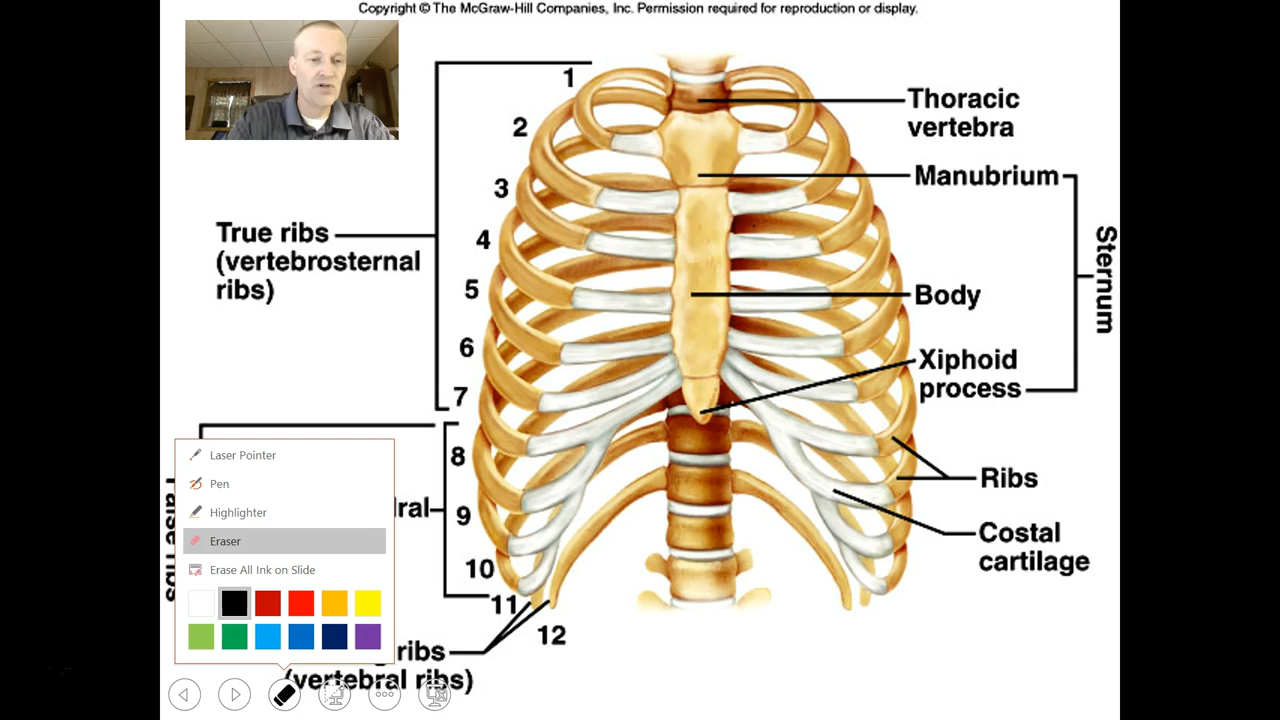 Copyright © The McGraw-Hill Companies, Inc. Permission required for reproduction or display.
1
2
3
4
5
6
7
8
9
10
11
12
True ribs
(vertebrosternal
ribs)
Thoracic
vertebra
Manubrium
Body
Xiphoid
process
Sternum
Ribs
Costal
cartilage
ribs
(vertebral ribs)
Laser Pointer
Pen
Highlighter
Eraser
Erase All Ink on Slide